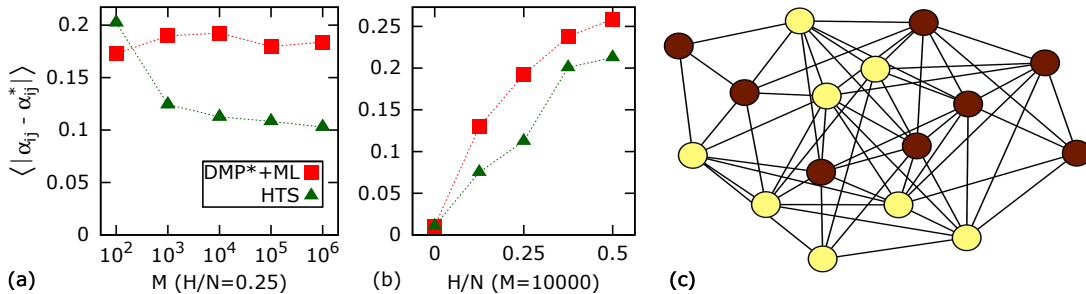 ⟨ | α_ij - α*_ij | ⟩
0.2
0.15
0.1
0.05
0
DMP*+ML
HTS
10^2 10^3 10^4 10^5 10^6
(a) M (H/N=0.25)
0.25
0.2
0.15
0.1
0.05
0
0 0.25 0.5
(b) H/N (M=10000)
(c)